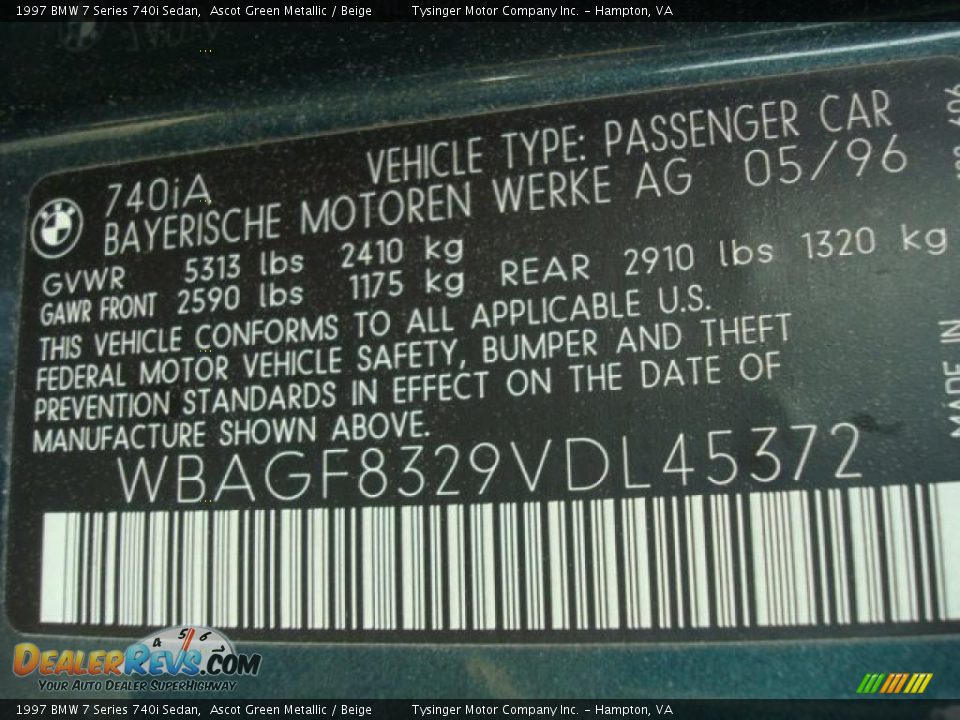 1997 BMW 7 Series 740i Sedan, Ascot Green Metallic / Beige Tysinger Motor Company Inc. - Hampton, VA
740iA VEHICLE TYPE: PASSENGER CAR
BAYERISCHE MOTOREN WERKE AG 05/96
GVWR 5313 lbs 2410 kg
GAWR FRONT 2590 lbs 1175 kg REAR 2910 lbs 1320 kg
THIS VEHICLE CONFORMS TO ALL APPLICABLE U.S.
FEDERAL MOTOR VEHICLE SAFETY, BUMPER AND THEFT
PREVENTION STANDARDS IN EFFECT ON THE DATE OF
MANUFACTURE SHOWN ABOVE.
WBAGF8329VDL45372
MADE IN
4 5 6 7
DEALERREVS.COM
YOUR AUTO DEALER SUPERHIGHWAY
1997 BMW 7 Series 740i Sedan, Ascot Green Metallic / Beige Tysinger Motor Company Inc. - Hampton, VA